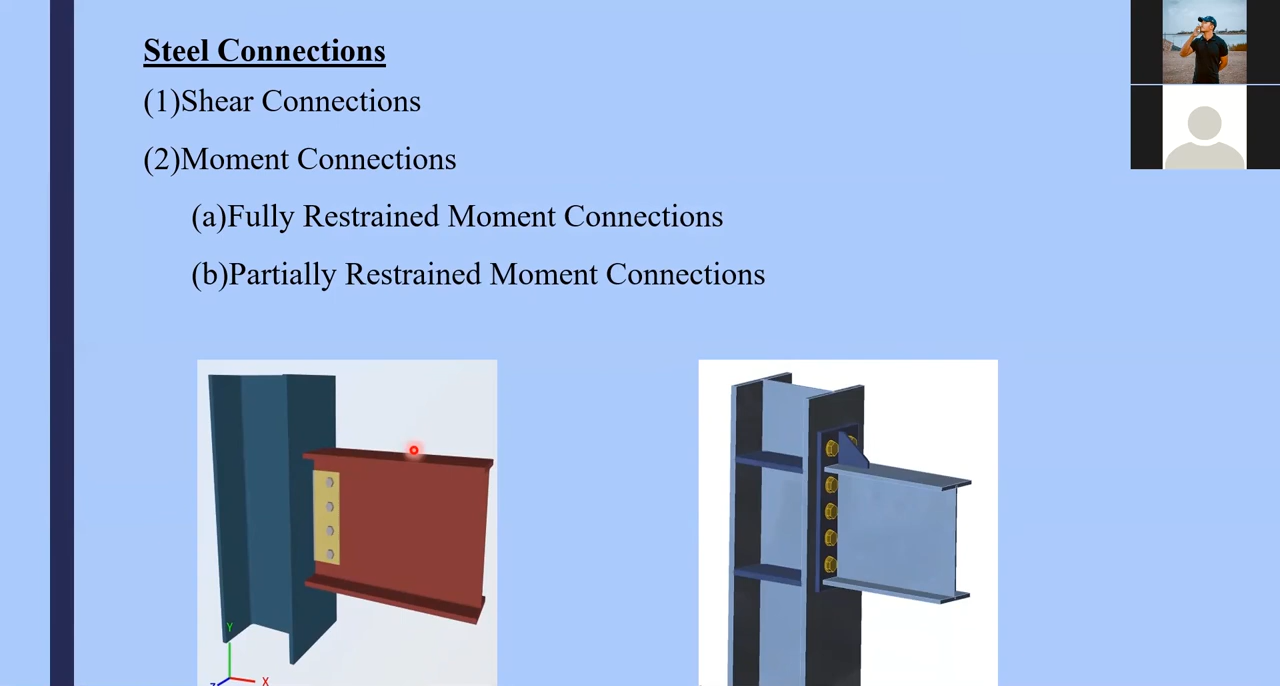 Steel Connections
(1)Shear Connections
(2)Moment Connections
(a)Fully Restrained Moment Connections
(b)Partially Restrained Moment Connections
Y
X